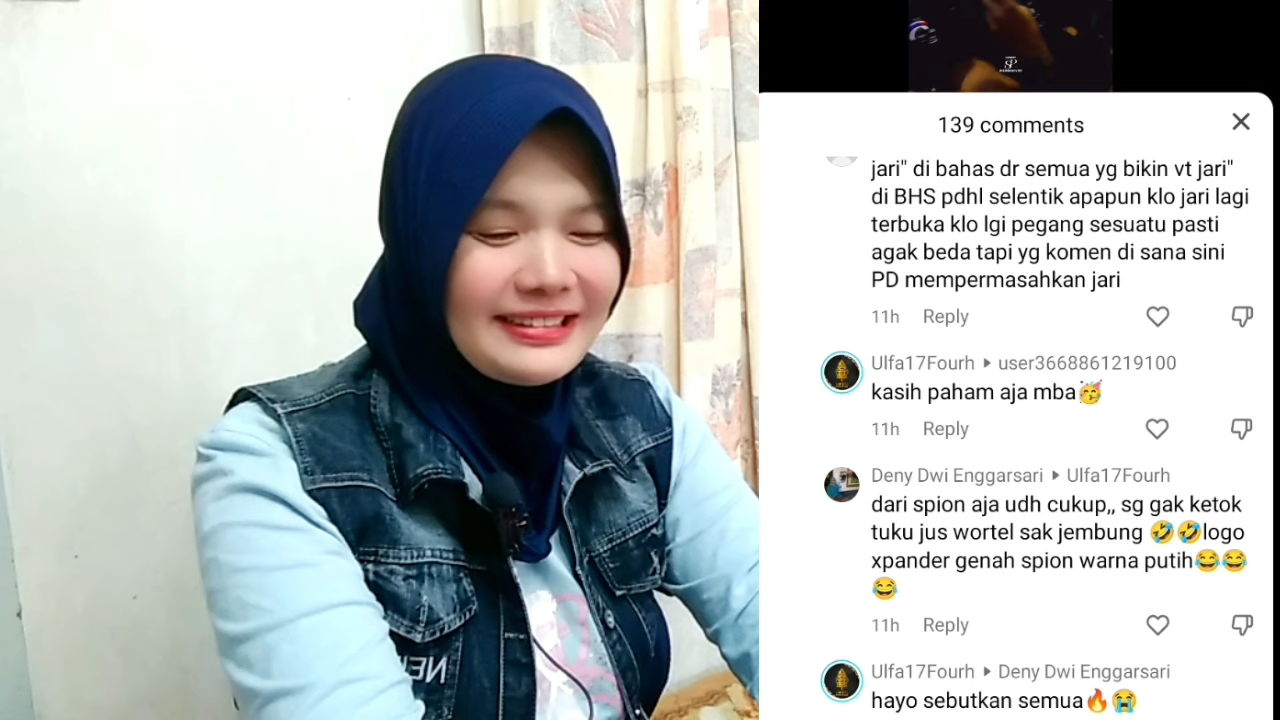 SP
139 comments
jari" di bahas dr semua yg bikin vt jari"
di BHS pdhl selentik apapun klo jari lagi
terbuka klo lgi pegang sesuatu pasti
agak beda tapi yg komen di sana sini
PD mempermasahkan jari
11h Reply
Ulfa17Fourh ▸ user3668861219100
kasih paham aja mba🥳
11h Reply
Deny Dwi Enggarsari ▸ Ulfa17Fourh
dari spion aja udh cukup,, sg gak ketok
tuku jus wortel sak jembung 🤣🤣logo
xpander genah spion warna putih😂😂
😂
11h Reply
Ulfa17Fourh ▸ Deny Dwi Enggarsari
hayo sebutkan semua🔥😭